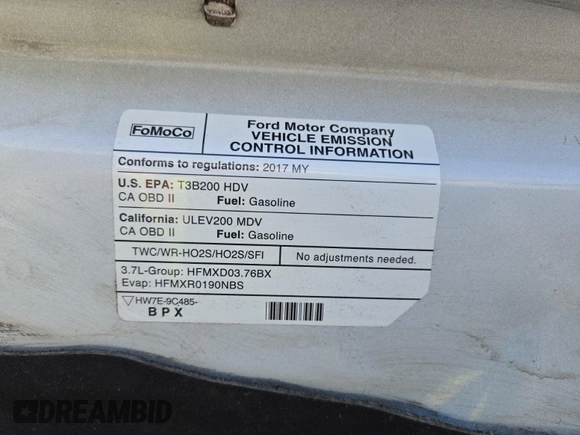 FoMoCo
Ford Motor Company
VEHICLE EMISSION
CONTROL INFORMATION
Conforms to regulations: 2017 MY
U.S. EPA: T3B200 HDV
CA OBD II Fuel: Gasoline
California: ULEV200 MDV
CA OBD II Fuel: Gasoline
TWC/WR-HO2S/HO2S/SFI No adjustments needed.
3.7L-Group: HFMXD03.76BX
Evap: HFMXR0190NBS
HW7E-9C485-
BPX
DREAMBID